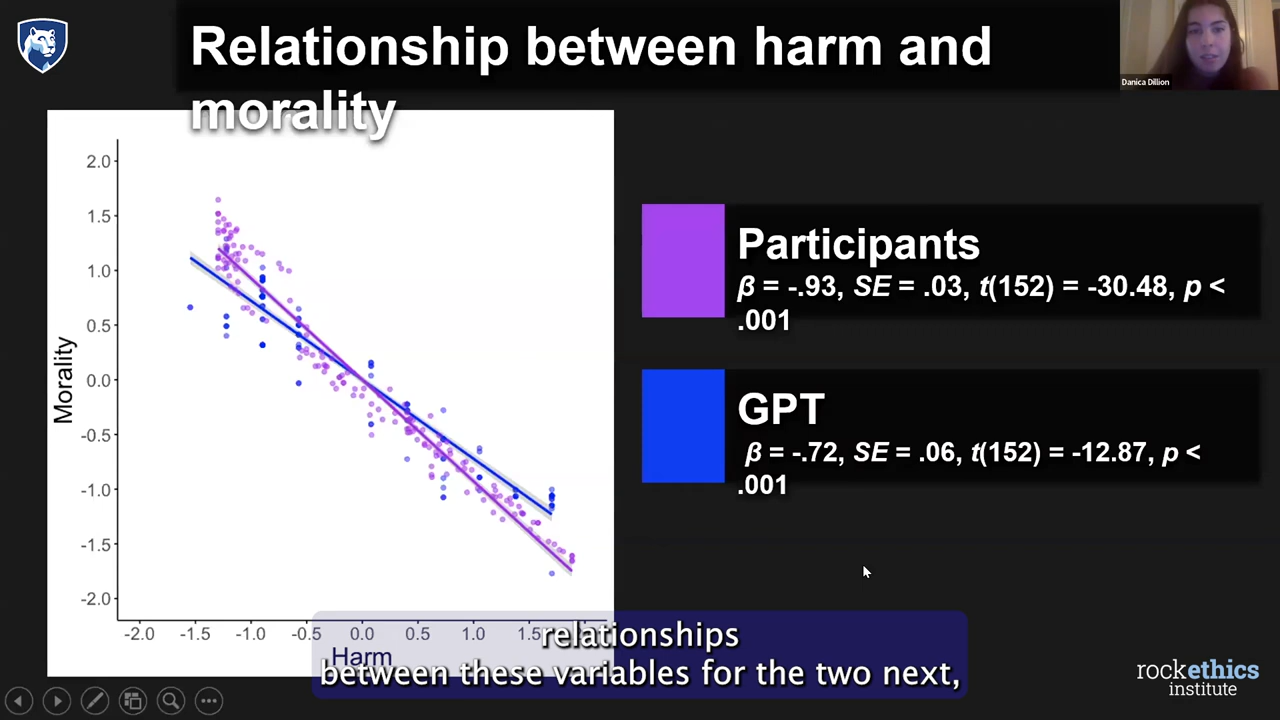 Relationship between harm and
morality
Danica Dillion
2.0
1.5
1.0
0.5
0.0
-0.5
-1.0
-1.5
-2.0
Morality
-2.0 -1.5 -1.0 -0.5 0.0 0.5 1.0 1.5
Harm
Participants
β = -.93, SE = .03, t(152) = -30.48, p <
.001
GPT
β = -.72, SE = .06, t(152) = -12.87, p <
.001
relationships
between these variables for the two next,
rockethics
institute